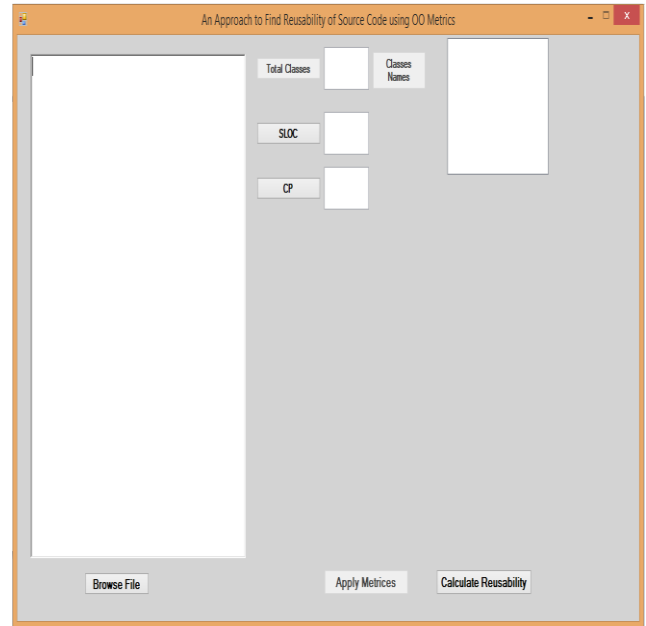 An Approach to Find Reusability of Source Code using OO Metrics
Total Classes
Classes
Names
SLOC
CP
Browse File
Apply Metrices
Calculate Reusability